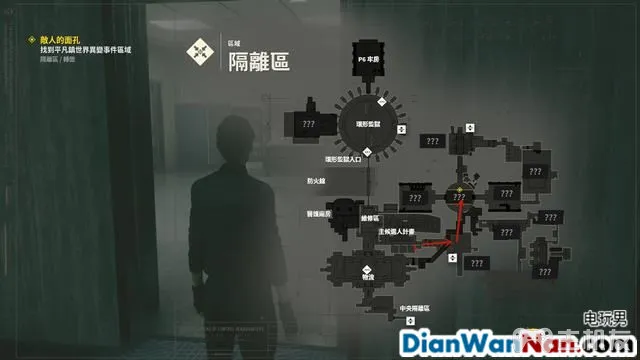 敵人的面孔
找到平凡鎮世界異變事件區域
隔離區 / 轉變
區域
隔離區
P6 牢房
???
環形監獄
???
???
環形監獄入口
防火線
???
???
???
醫護廠房
維修區
???
???
主候選人計畫
???
???
物流
中央隔離區
电玩男
DianWanNan.com